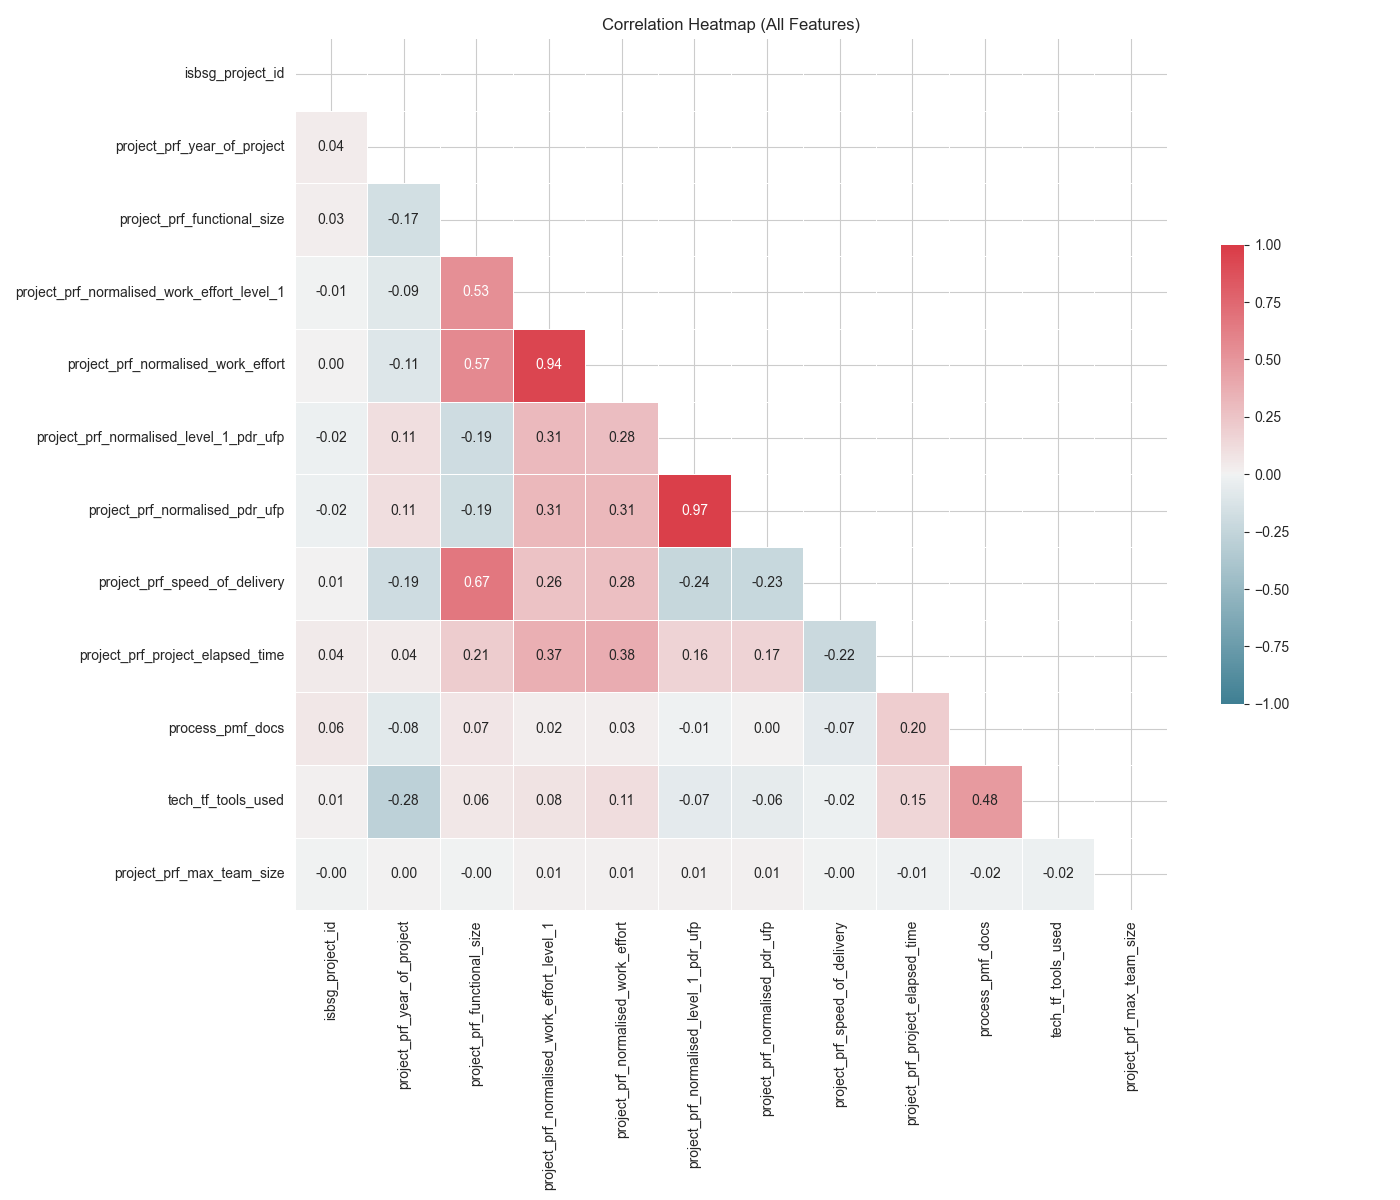 Correlation Heatmap (All Features)
isbsg_project_id
project_prf_year_of_project 0.04
project_prf_functional_size 0.03 -0.17
project_prf_normalised_work_effort_level_1 -0.01 -0.09 0.53
project_prf_normalised_work_effort 0.00 -0.11 0.57 0.94
project_prf_normalised_level_1_pdr_ufp -0.02 0.11 -0.19 0.31 0.28
project_prf_normalised_pdr_ufp -0.02 0.11 -0.19 0.31 0.31 0.97
project_prf_speed_of_delivery 0.01 -0.19 0.67 0.26 0.28 -0.24 -0.23
project_prf_project_elapsed_time 0.04 0.04 0.21 0.37 0.38 0.16 0.17 -0.22
process_pmf_docs 0.06 -0.08 0.07 0.02 0.03 -0.01 0.00 -0.07 0.20
tech_tf_tools_used 0.01 -0.28 0.06 0.08 0.11 -0.07 -0.06 -0.02 0.15 0.48
project_prf_max_team_size -0.00 0.00 -0.00 0.01 0.01 0.01 0.01 -0.00 -0.01 -0.02 -0.02
isbsg_project_id
project_prf_year_of_project
project_prf_functional_size
project_prf_normalised_work_effort_level_1
project_prf_normalised_work_effort
project_prf_normalised_level_1_pdr_ufp
project_prf_normalised_pdr_ufp
project_prf_speed_of_delivery
project_prf_project_elapsed_time
process_pmf_docs
tech_tf_tools_used
project_prf_max_team_size
1.00
0.75
0.50
0.25
0.00
−0.25
−0.50
−0.75
−1.00